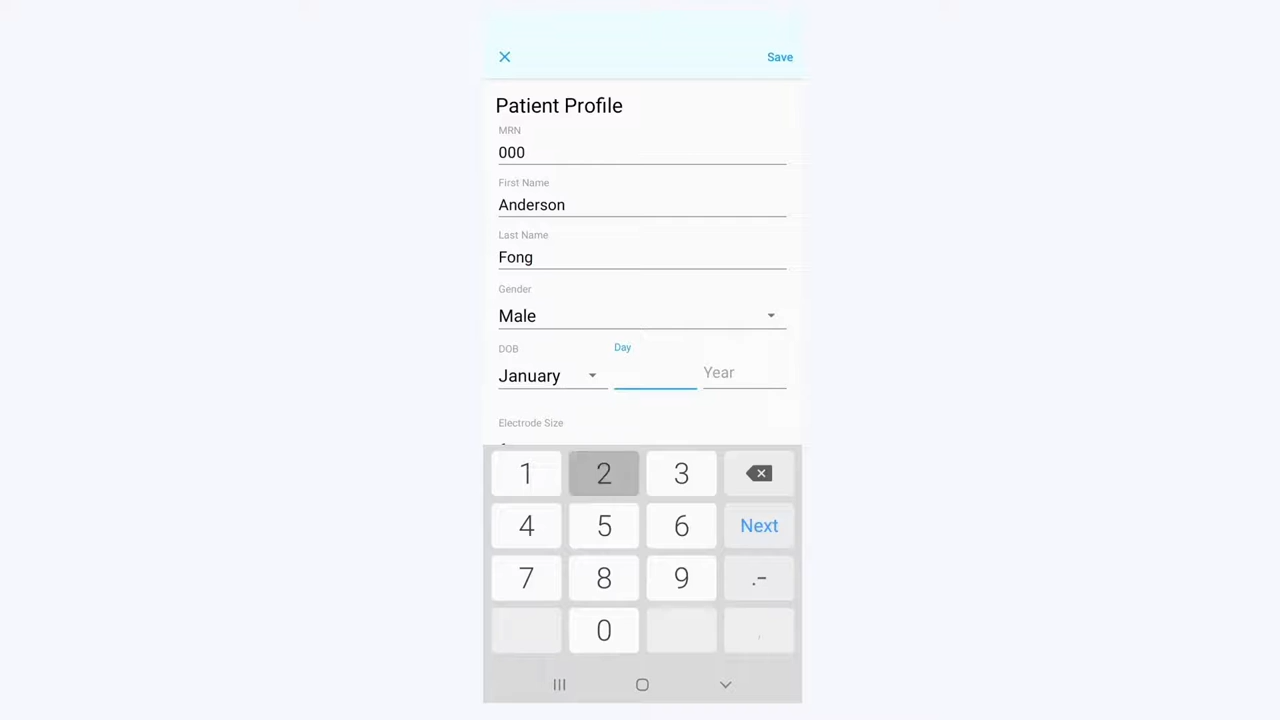 Save
Patient Profile
MRN
000
First Name
Anderson
Last Name
Fong
Gender
Male
DOB Day
January Year
Electrode Size
1 2 3
4 5 6 Next
7 8 9 .-
0 ,